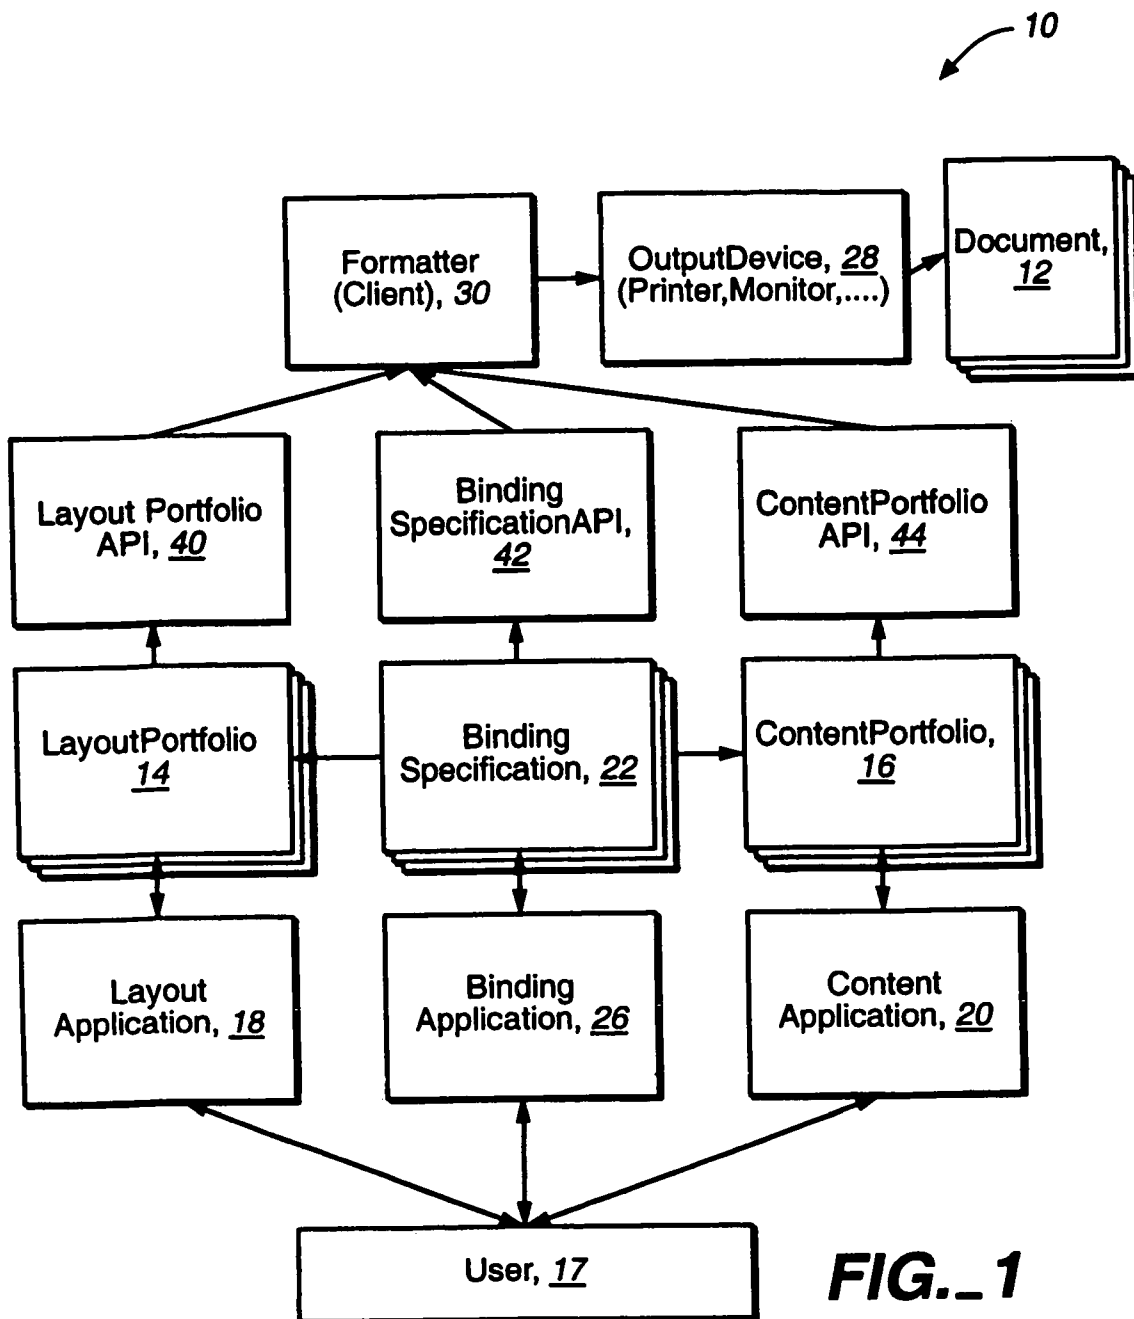 10
Formatter
(Client), 30
OutputDevice, 28
(Printer,Monitor,....)
Document,
12
Layout Portfolio
API, 40
Binding
SpecificationAPI,
42
ContentPortfolio
API, 44
LayoutPortfolio
14
Binding
Specification, 22
ContentPortfolio,
16
Layout
Application, 18
Binding
Application, 26
Content
Application, 20
User, 17
FIG._1